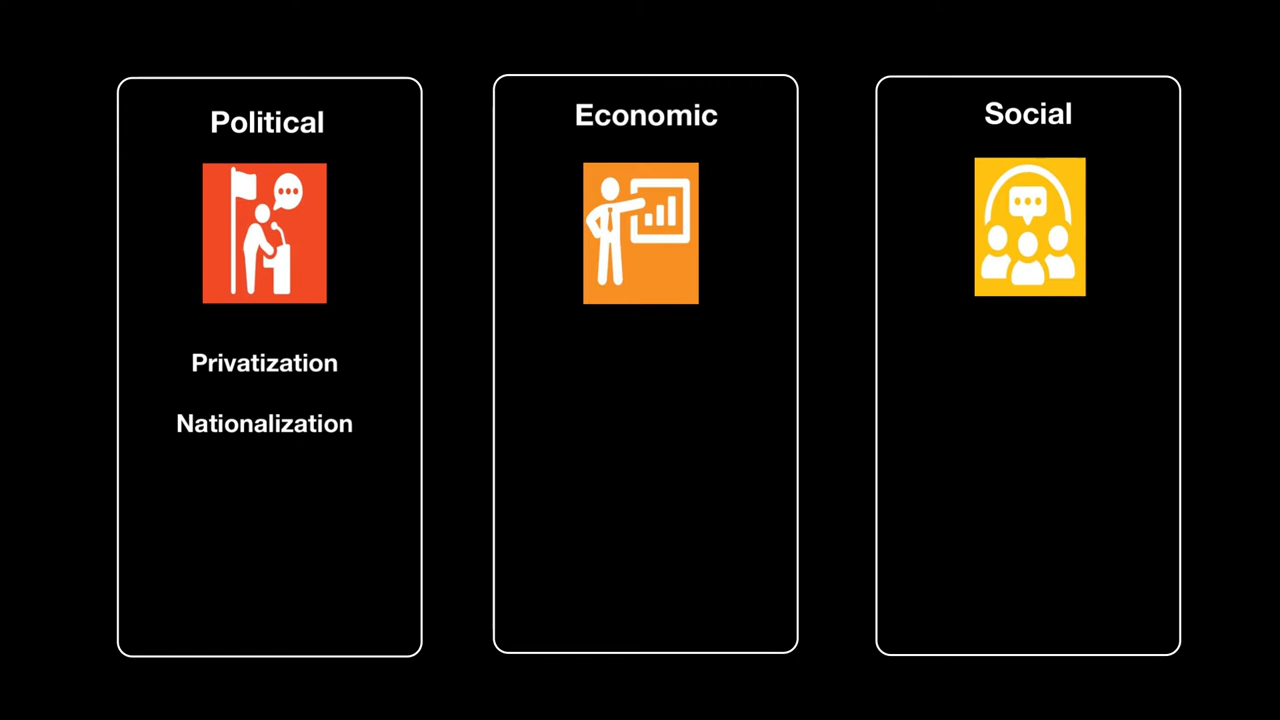 Political
Privatization
Nationalization
Economic
Social